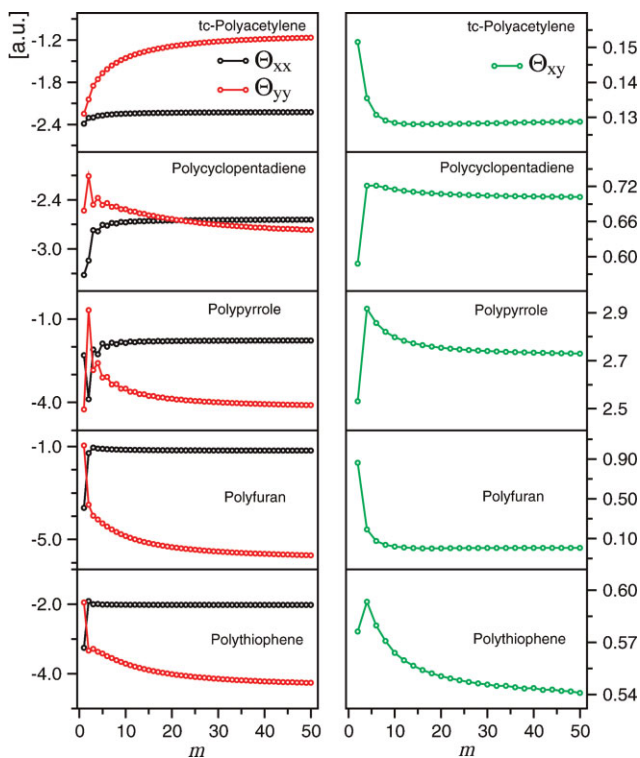 [a.u.]
tc-Polyacetylene
-1.2
-1.8
-2.4
Θxx
Θyy
Polycyclopentadiene
-2.4
-3.0
Polypyrrole
-1.0
-4.0
Polyfuran
-1.0
-5.0
Polythiophene
-2.0
-4.0
0 10 20 30 40 50
m
tc-Polyacetylene
0.15
0.14
0.13
Θxy
Polycyclopentadiene
0.72
0.66
0.60
Polypyrrole
2.9
2.7
2.5
Polyfuran
0.90
0.50
0.10
Polythiophene
0.60
0.57
0.54
0 10 20 30 40 50
m